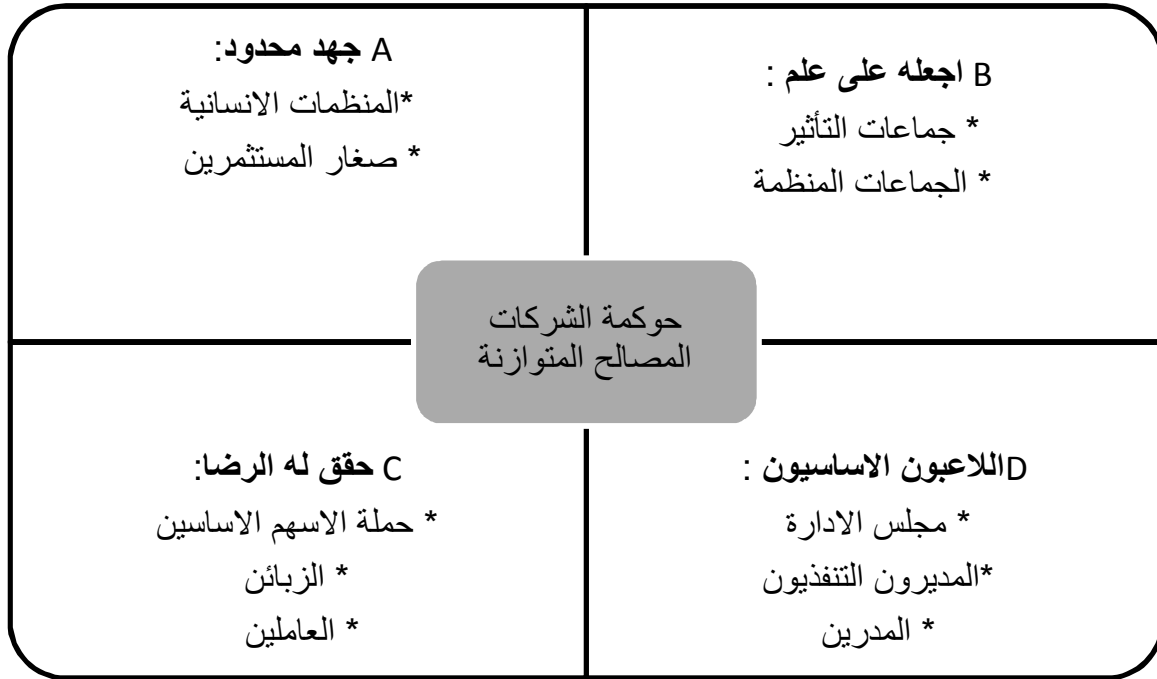 A جهد محدود:
*المنظمات الانسانية
* صغار المستثمرين
B اجعله على علم :
* جماعات التأثير
* الجماعات المنظمة
حوكمة الشركات
المصالح المتوازنة
C حقق له الرضا:
* حملة الاسهم الاساسين
* الزبائن
* العاملين
Dاللاعبون الاساسيون :
* مجلس الادارة
*المديرون التنفذيون
* المدرين